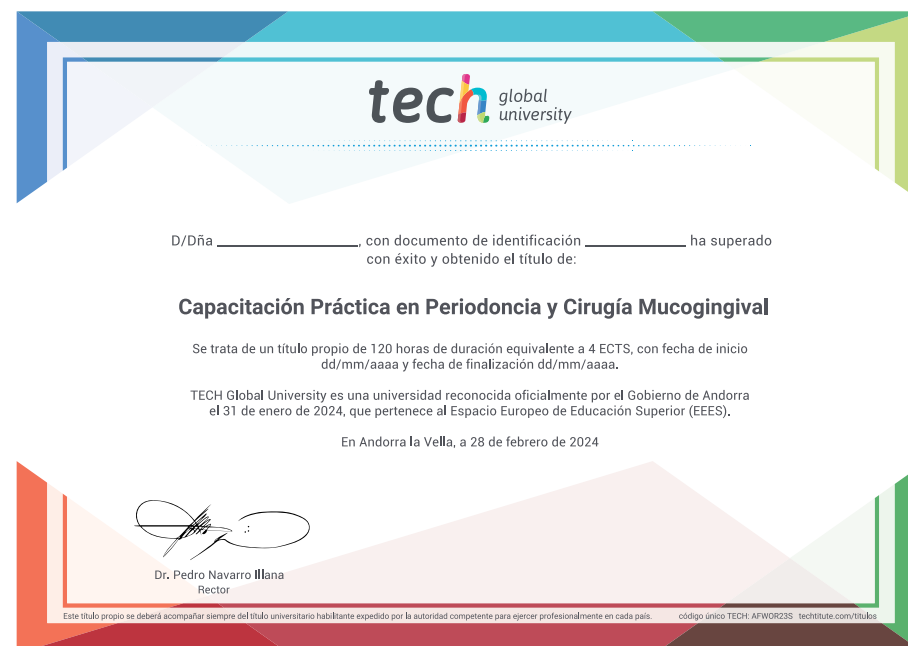 tech global university
D/Dña ______________, con documento de identificación __________ ha superado
con éxito y obtenido el título de:
Capacitación Práctica en Periodoncia y Cirugía Mucogingival
Se trata de un título propio de 120 horas de duración equivalente a 4 ECTS, con fecha de inicio
dd/mm/aaaa y fecha de finalización dd/mm/aaaa.
TECH Global University es una universidad reconocida oficialmente por el Gobierno de Andorra
el 31 de enero de 2024, que pertenece al Espacio Europeo de Educación Superior (EEES).
En Andorra la Vella, a 28 de febrero de 2024
Dr. Pedro Navarro Illana
Rector
Este título propio se deberá acompañar siempre del título universitario habilitante expedido por la autoridad competente para ejercer profesionalmente en cada país. código único TECH: AFWOR23S techtitute.com/titulos